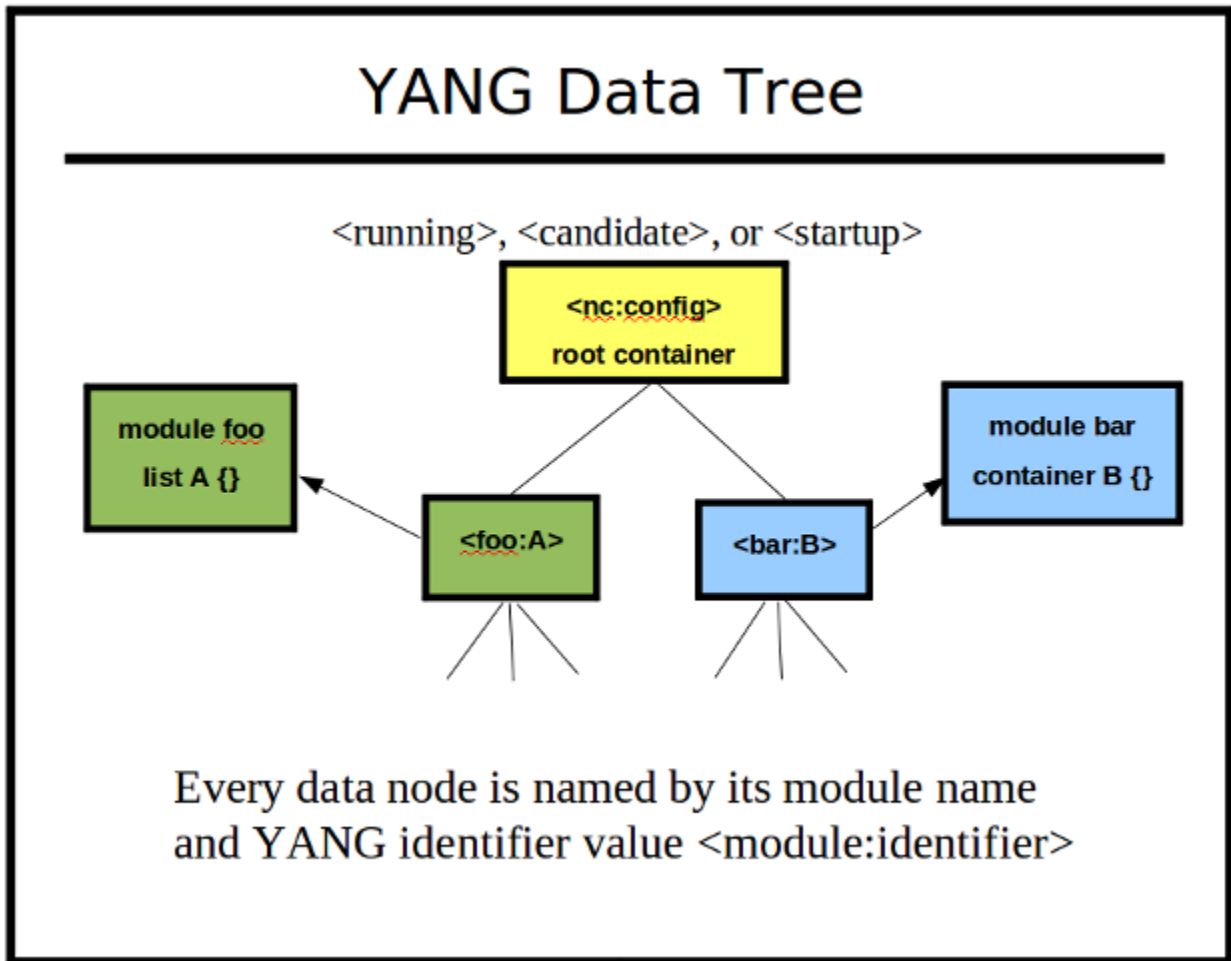 YANG Data Tree
<running>, <candidate>, or <startup>
<nc:config>
root container
module foo
list A {}
module bar
container B {}
<foo:A>
<bar:B>
Every data node is named by its module name
and YANG identifier value <module:identifier>